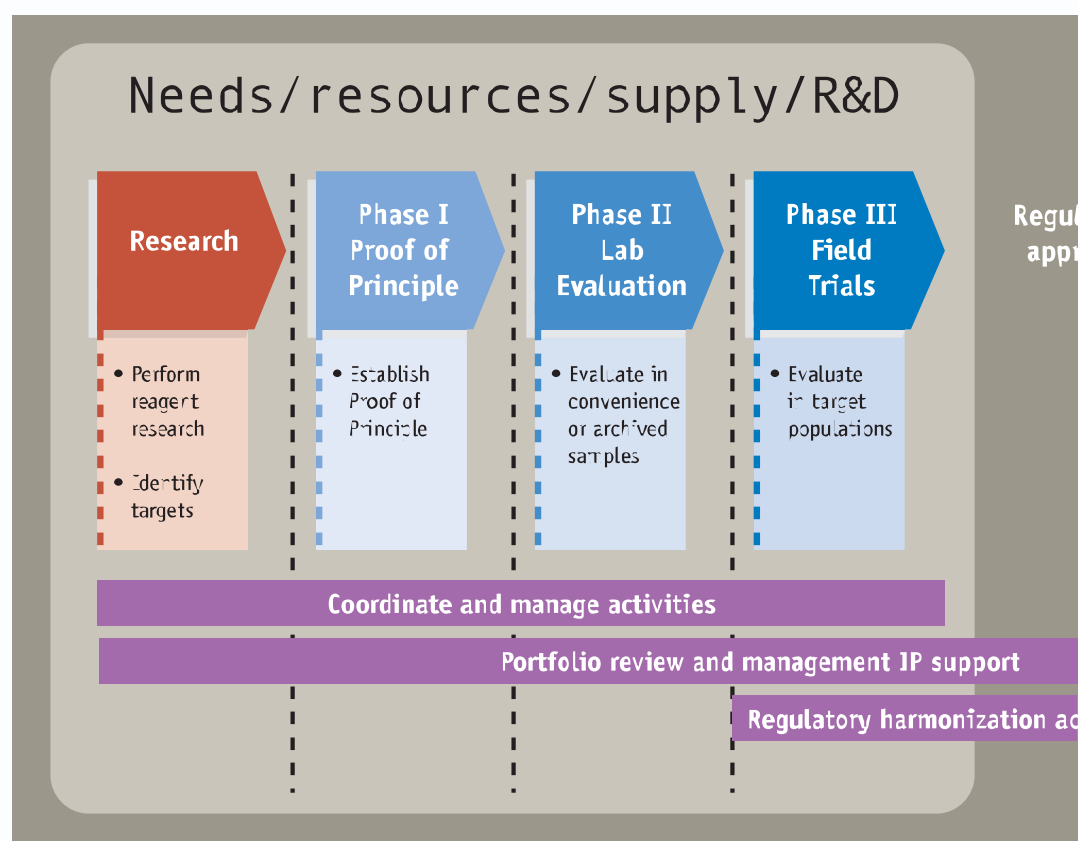 Needs/resources/supply/R&D
Research
Phase I
Proof of
Principle
Phase II
Lab
Evaluation
Phase III
Field
Trials
• Perform
reagent
research
• Identify
targets
• Establish
Proof of
Principle
• Evaluate in
convenience
or archived
samples
• Evaluate
in target
populations
Coordinate and manage activities
Portfolio review and management IP support
Regulatory harmonization